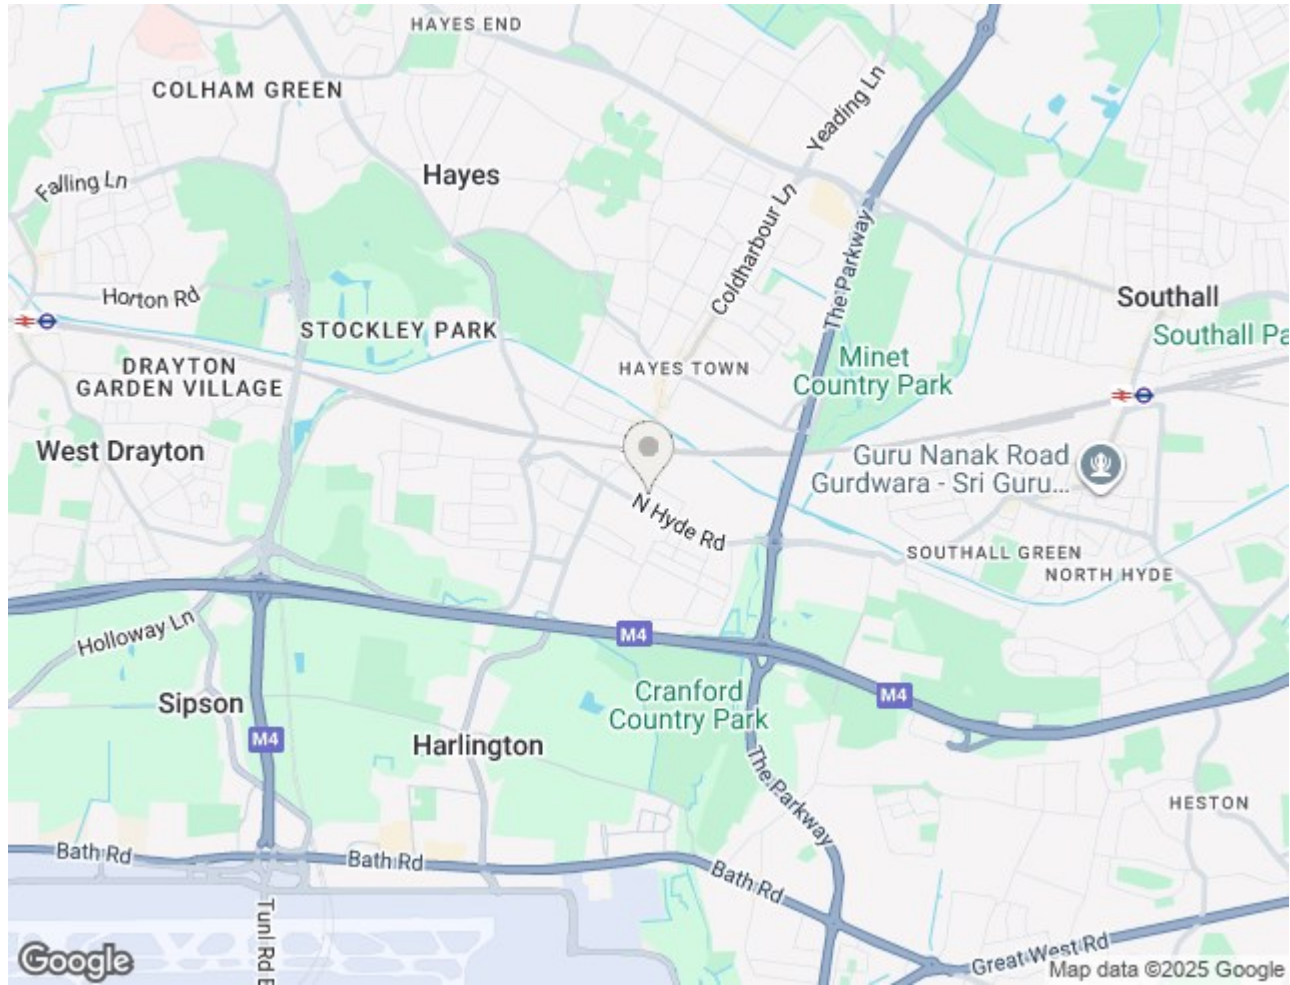 HAYES END
COLHAM GREEN
Yeading Ln
Hayes
Falling Ln
Coldharbour Ln
The Parkway
Horton Rd
Southall
STOCKLEY PARK
Southall Pa
DRAYTON
GARDEN VILLAGE
HAYES TOWN
Minet
Country Park
West Drayton
Guru Nanak Road
Gurdwara - Sri Guru...
N Hyde Rd
SOUTHALL GREEN
NORTH HYDE
Holloway Ln
M4
Sipson
Cranford
Country Park
M4
M4
Harlington
The Parkway
HESTON
Bath Rd
Bath Rd
Bath Rd
Tunl Rd E
Great West Rd
Google
Map data ©2025 Google